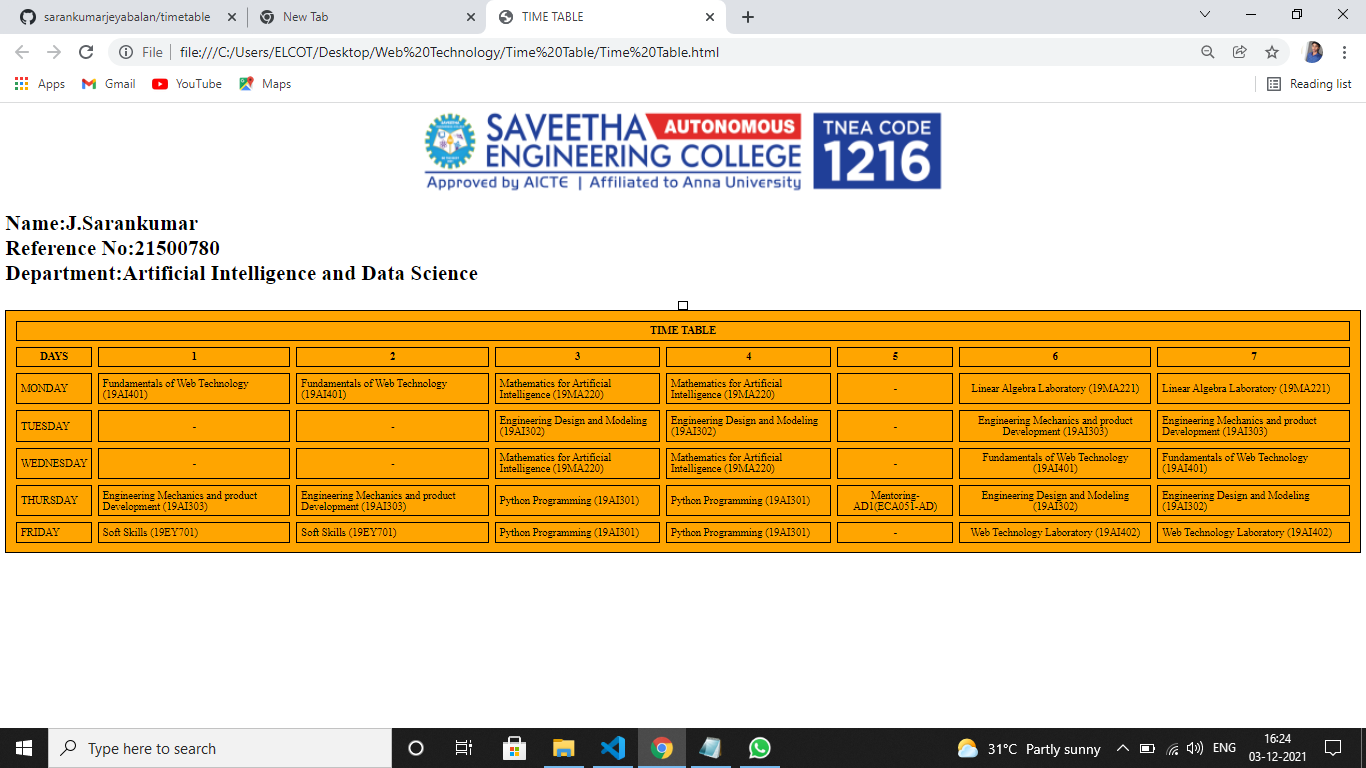 sarankumarjeyabalan/timetable
New Tab
TIME TABLE
File
file:///C:/Users/ELCOT/Desktop/Web%20Technology/Time%20Table/Time%20Table.html
Apps
Gmail
YouTube
Maps
Reading list
SAVEETHA AUTONOMOUS
ENGINEERING COLLEGE
Approved by AICTE | Affiliated to Anna University
TNEA CODE
1216
Name:J.Sarankumar
Reference No:21500780
Department:Artificial Intelligence and Data Science
TIME TABLE
DAYS 1 2 3 4 5 6 7
MONDAY
Fundamentals of Web Technology
(19AI401)
Fundamentals of Web Technology
(19AI401)
Mathematics for Artificial
Intelligence (19MA220)
Mathematics for Artificial
Intelligence (19MA220)
-
Linear Algebra Laboratory (19MA221)
Linear Algebra Laboratory (19MA221)
TUESDAY
-
-
Engineering Design and Modeling
(19AI302)
Engineering Design and Modeling
(19AI302)
-
Engineering Mechanics and product
Development (19AI303)
Engineering Mechanics and product
Development (19AI303)
WEDNESDAY
-
-
Mathematics for Artificial
Intelligence (19MA220)
Mathematics for Artificial
Intelligence (19MA220)
-
Fundamentals of Web Technology
(19AI401)
Fundamentals of Web Technology
(19AI401)
THURSDAY
Engineering Mechanics and product
Development (19AI303)
Engineering Mechanics and product
Development (19AI303)
Python Programming (19AI301)
Python Programming (19AI301)
Mentoring-
AD1(ECA051-AD)
Engineering Design and Modeling
(19AI302)
Engineering Design and Modeling
(19AI302)
FRIDAY
Soft Skills (19EY701)
Soft Skills (19EY701)
Python Programming (19AI301)
Python Programming (19AI301)
-
Web Technology Laboratory (19AI402)
Web Technology Laboratory (19AI402)
Type here to search
31°C Partly sunny
ENG
16:24
03-12-2021